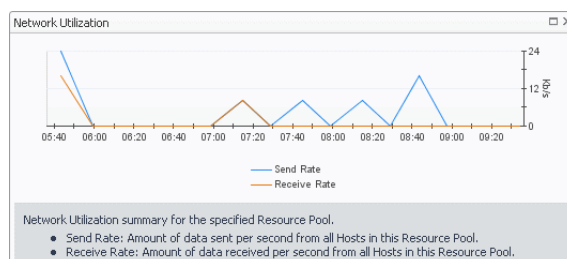 Network Utilization
24
12
0
Kb/s
05:40 06:00 06:20 06:40 07:00 07:20 07:40 08:00 08:20 08:40 09:00 09:20
Send Rate
Receive Rate
Network Utilization summary for the specified Resource Pool.
• Send Rate: Amount of data sent per second from all Hosts in this Resource Pool.
• Receive Rate: Amount of data received per second from all Hosts in this Resource Pool.